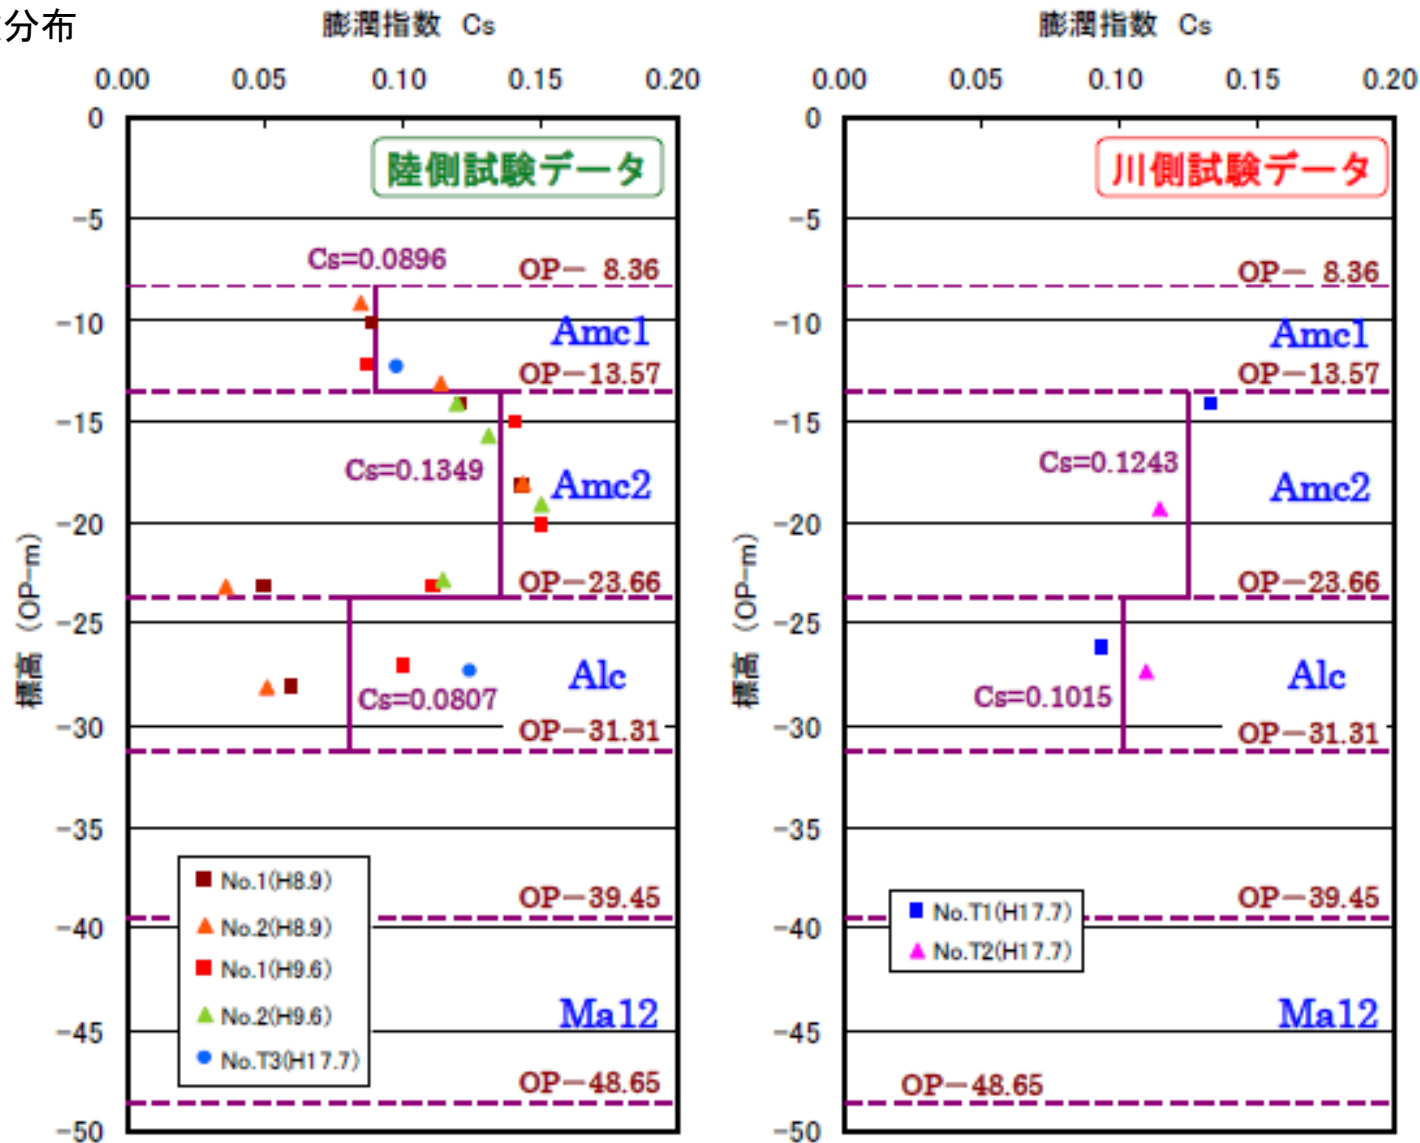 分布
膨潤指数 Cs
0.00 0.05 0.10 0.15 0.20
0
-5
-10
-15
-20
-25
-30
-35
-40
-45
-50
標高 (OP-m)
陸側試験データ
Cs=0.0896
OP- 8.36
Amc1
OP-13.57
Cs=0.1349
Amc2
OP-23.66
Alc
Cs=0.0807
OP-31.31
OP-39.45
Ma12
OP-48.65
No.1(H8.9)
No.2(H8.9)
No.1(H9.6)
No.2(H9.6)
No.T3(H17.7)
膨潤指数 Cs
0.00 0.05 0.10 0.15 0.20
0
-5
-10
-15
-20
-25
-30
-35
-40
-45
-50
標高 (OP-m)
川側試験データ
OP- 8.36
Amc1
OP-13.57
Cs=0.1243
Amc2
OP-23.66
Alc
Cs=0.1015
OP-31.31
OP-39.45
No.T1(H17.7)
No.T2(H17.7)
Ma12
OP-48.65